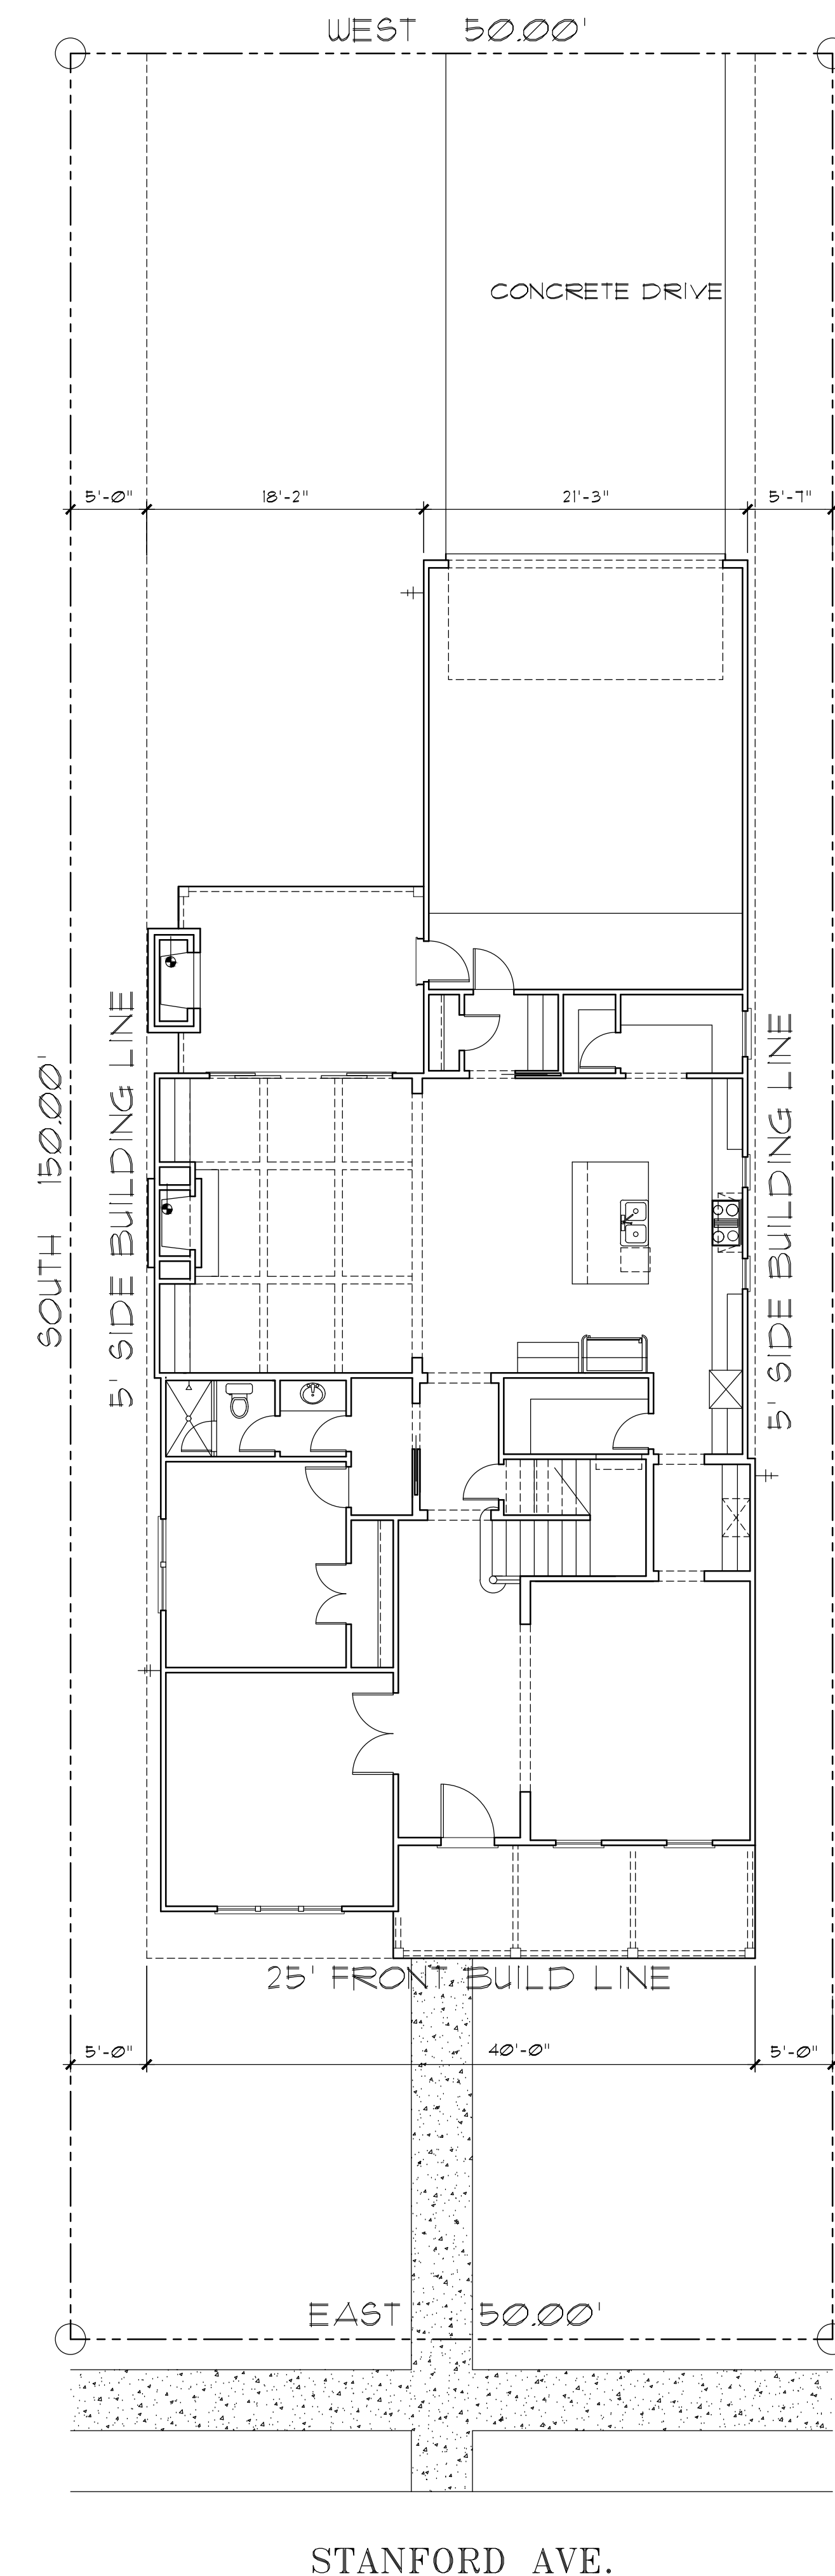 WEST 50.00'
CONCRETE DRIVE
5'-0" 18'-2" 21'-3" 5'-7"
SOUTH 150.00'
5' SIDE BUILDING LINE
5' SIDE BUILDING LINE
25' FRONT BUILD LINE
5'-0" 40'-0" 5'-0"
EAST 50.00'
STANFORD AVE.